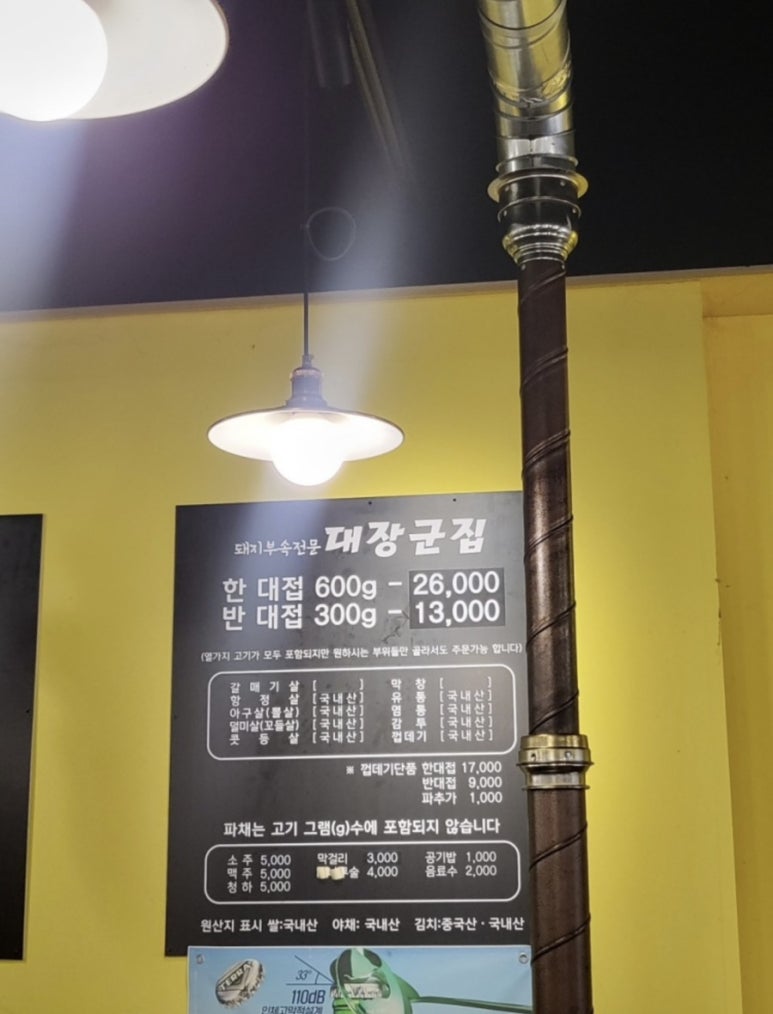 돼지부속전문 대장군집
한 대접 600g - 26,000
반 대접 300g - 13,000
(열가지 고기가 모두 포함되지만 원하시는 부위들만 골라서도 주문가능 합니다)
갈매기살 [ ] 막창 [ ]
항정살 [국내산] 유통 [국내산]
아구살(뽈살) [국내산] 염통 [국내산]
덜미살(꼬들살) [국내산] 감투 [국내산]
콧등살 [국내산] 껍데기 [국내산]
※ 껍데기단품 한대접 17,000
반대접 9,000
파추가 1,000
파채는 고기 그램(g)수에 포함되지 않습니다
소주 5,000 막걸리 3,000 공기밥 1,000
맥주 5,000 술 4,000 음료수 2,000
청하 5,000
원산지 표시 쌀:국내산 야채: 국내산 김치:중국산·국내산
TERRA
33°
110dB